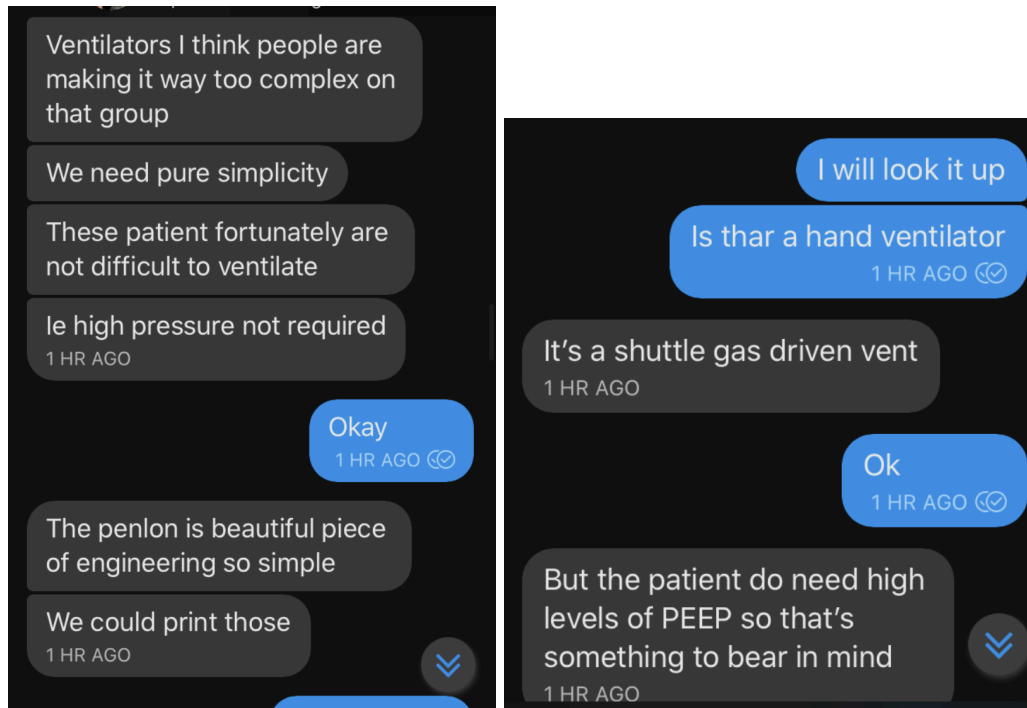 Ventilators I think people are
making it way too complex on
that group
We need pure simplicity
These patient fortunately are
not difficult to ventilate
Ie high pressure not required
1 HR AGO
Okay
1 HR AGO
The penlon is beautiful piece
of engineering so simple
We could print those
1 HR AGO
I will look it up
Is thar a hand ventilator
1 HR AGO
It’s a shuttle gas driven vent
1 HR AGO
Ok
1 HR AGO
But the patient do need high
levels of PEEP so that’s
something to bear in mind
1 HR AGO